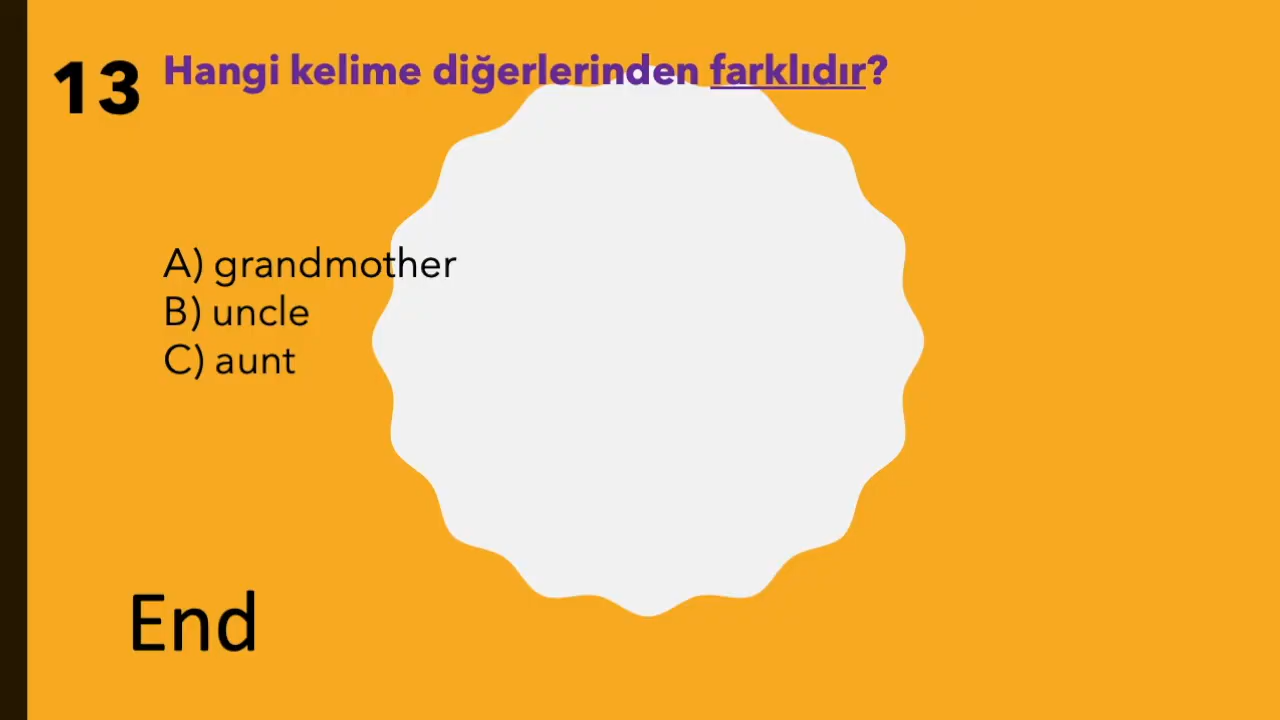 13 Hangi kelime diğerlerinden farklıdır?
A) grandmother
B) uncle
C) aunt
End